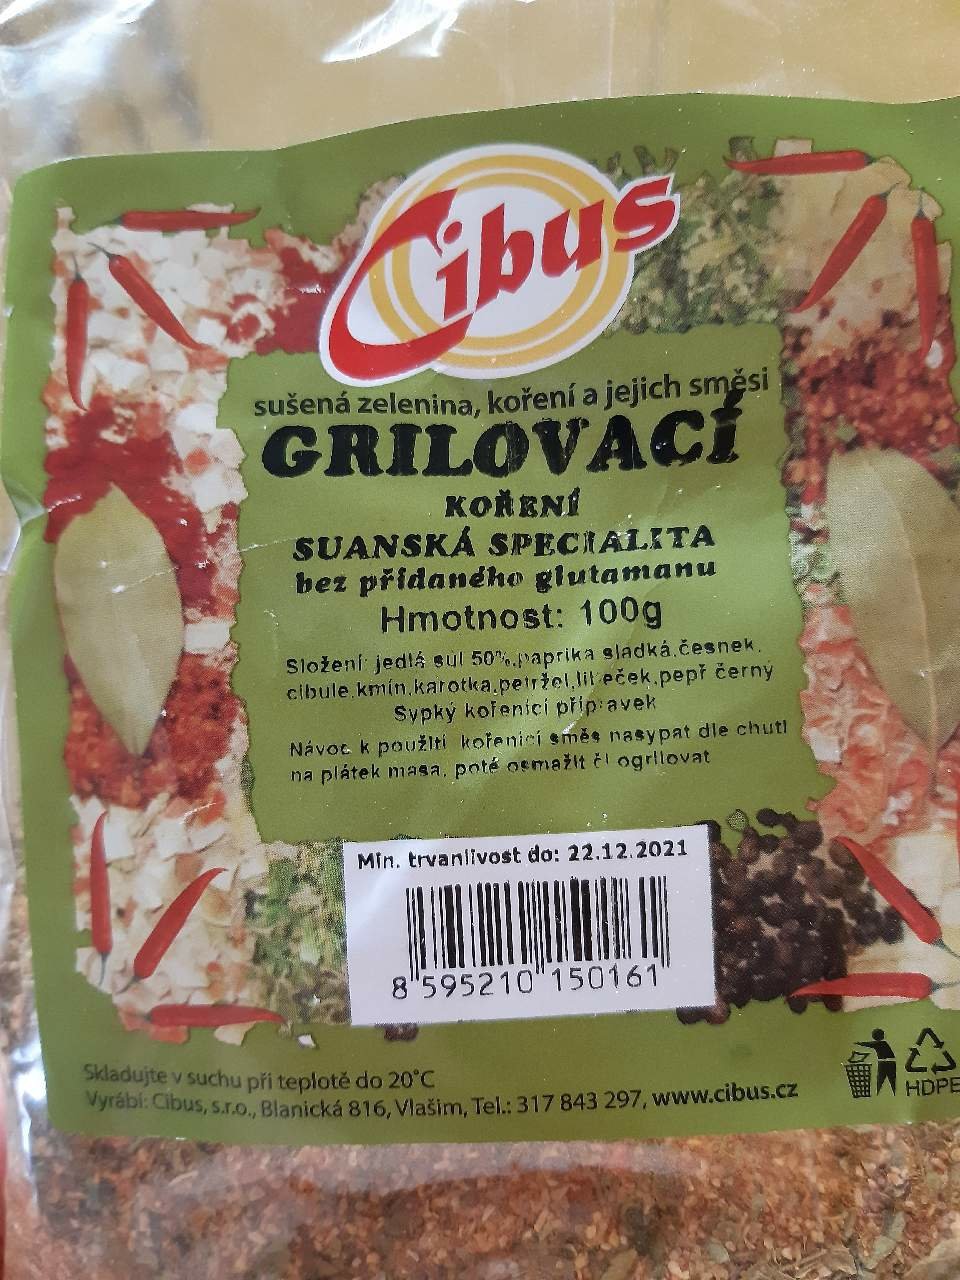 Cibus
sušená zelenina, koření a jejich směsi
GRILOVACÍ
KOŘENÍ
SUANSKÁ SPECIALITA
bez přidaného glutamanu
Hmotnost: 100g
Složení jedlá sůl 50%,paprika sladká,česnek,
cibule,kmín,karotka,petržel,libeček,pepř černý
Sypký kořenící přípravek
Návod k použití kořenící směs nasypat dle chuti
na plátek masa, poté osmažit či ogrilovat
Min. trvanlivost do: 22.12.2021
8 595210 150161
Skladujte v suchu při teplotě do 20°C
Vyrábí: Cibus, s.r.o., Blanická 816, Vlašim, Tel.: 317 843 297, www.cibus.cz
HDPE